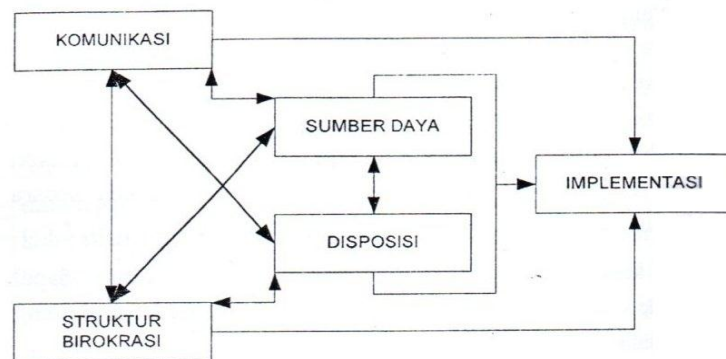 KOMUNIKASI
SUMBER DAYA
IMPLEMENTASI
DISPOSISI
STRUKTUR
BIROKRASI